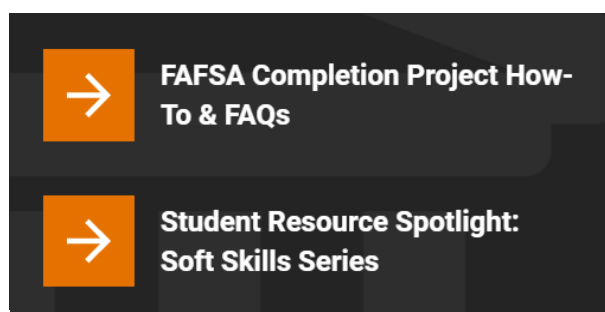 FAFSA Completion Project How-
To & FAQs
Student Resource Spotlight:
Soft Skills Series